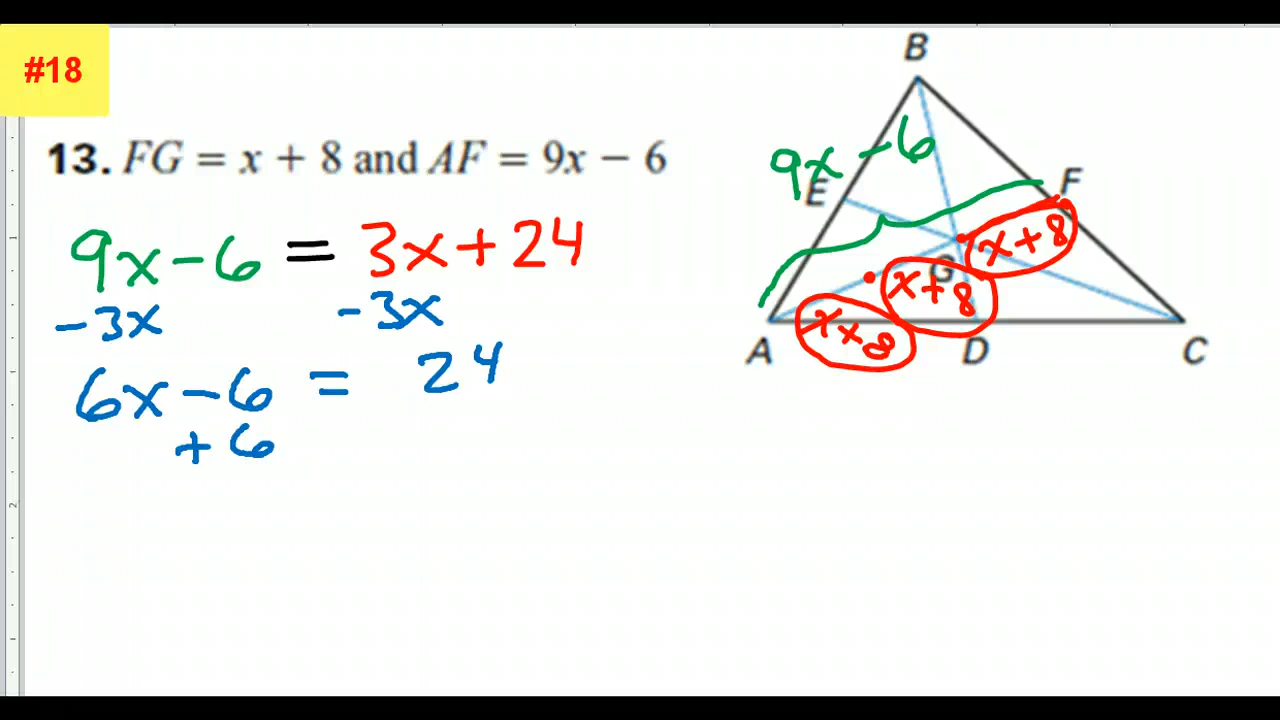 #18
13. FG = x + 8 and AF = 9x − 6
9x − 6 = 3x + 24
−3x −3x
6x − 6 = 24
+ 6
B
9x − 6
E
F
x + 8
G
x + 8
x + 8
A
D
C